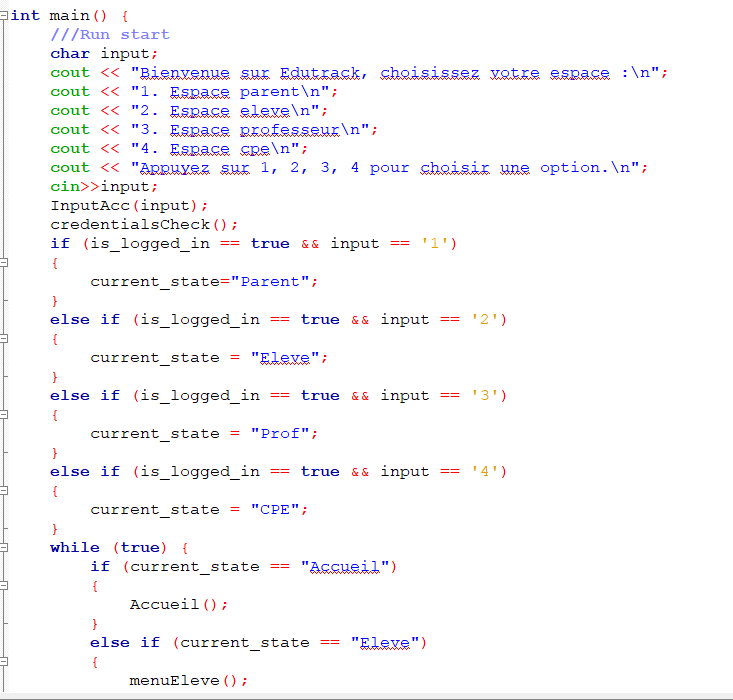 int main() {
///Run start
char input;
cout << "Bienvenue sur Edutrack, choisissez votre espace :\n";
cout << "1. Espace parent\n";
cout << "2. Espace eleve\n";
cout << "3. Espace professeur\n";
cout << "4. Espace cpe\n";
cout << "Appuyez sur 1, 2, 3, 4 pour choisir une option.\n";
cin>>input;
InputAcc(input);
credentialsCheck();
if (is_logged_in == true && input == '1')
{
current_state="Parent";
}
else if (is_logged_in == true && input == '2')
{
current_state = "Eleve";
}
else if (is_logged_in == true && input == '3')
{
current_state = "Prof";
}
else if (is_logged_in == true && input == '4')
{
current_state = "CPE";
}
while (true) {
if (current_state == "Accueil")
{
Accueil();
}
else if (current_state == "Eleve")
{
menuEleve();